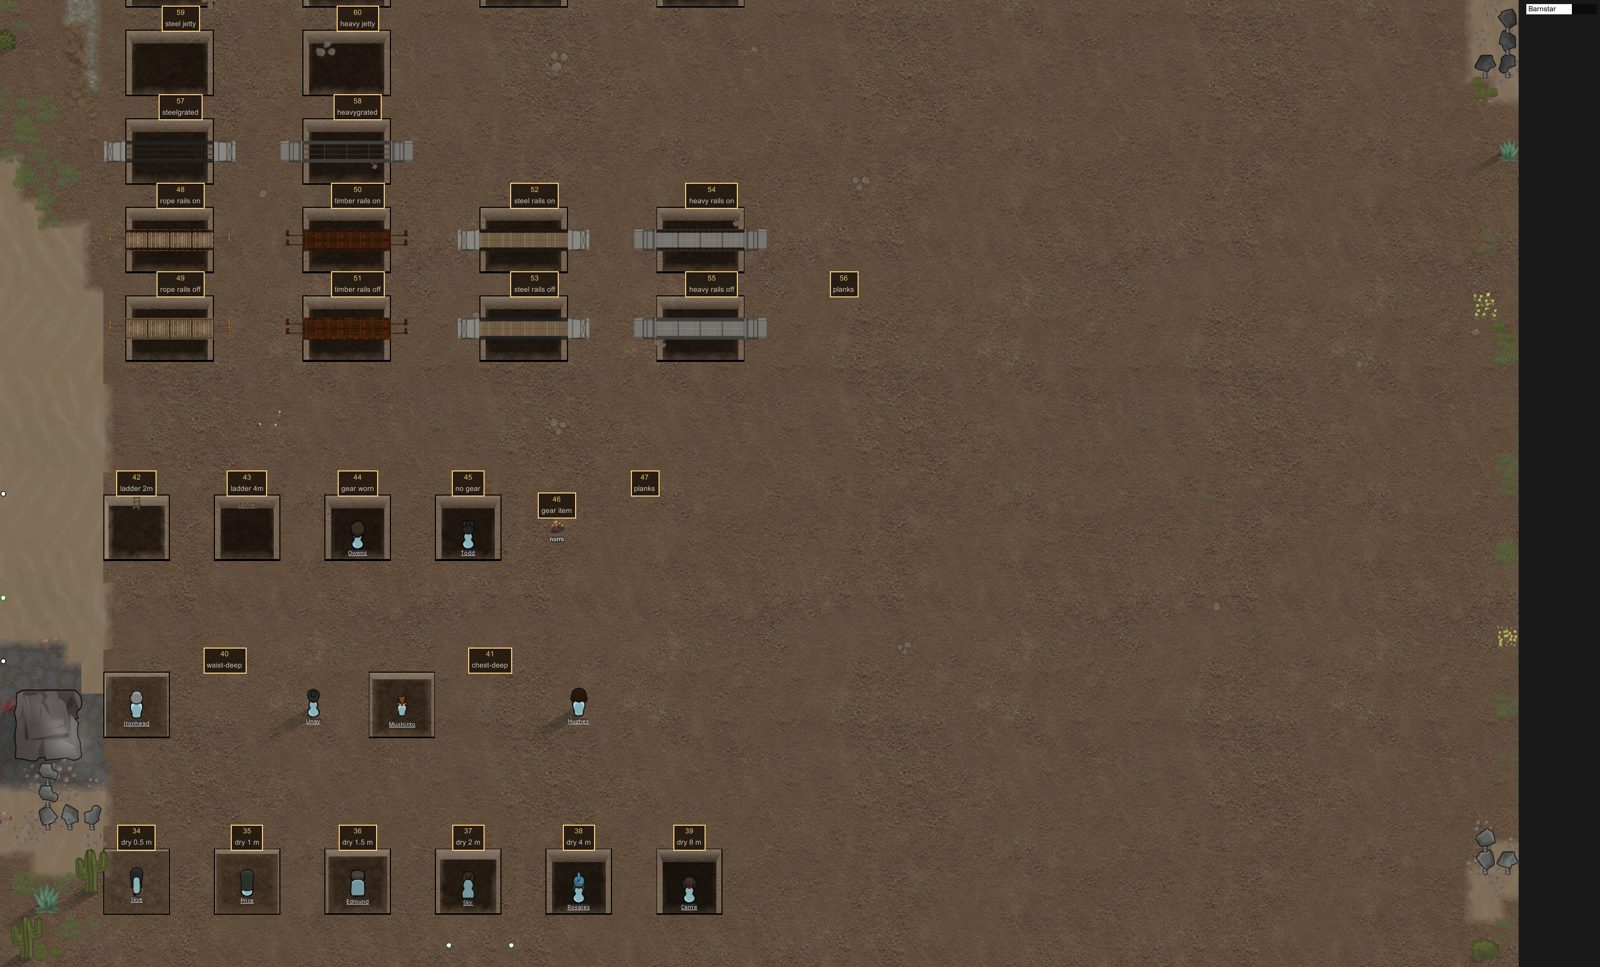 Barnstar
59
steel jetty
60
heavy jetty
57
steelgrated
58
heavygrated
48
rope rails on
50
timber rails on
52
steel rails on
54
heavy rails on
49
rope rails off
51
timber rails off
53
steel rails off
55
heavy rails off
56
planks
42
ladder 2m
43
ladder 4m
44
gear worn
45
no gear
46
gear item
47
planks
norm
Owens
Todd
40
waist-deep
41
chest-deep
Ironhead
Mushinto
Hughes
34
dry 0.5 m
35
dry 1 m
36
dry 1.5 m
37
dry 2 m
38
dry 4 m
39
dry 8 m
Skye
Price
Edmund
Sky
Rosales
Carrie